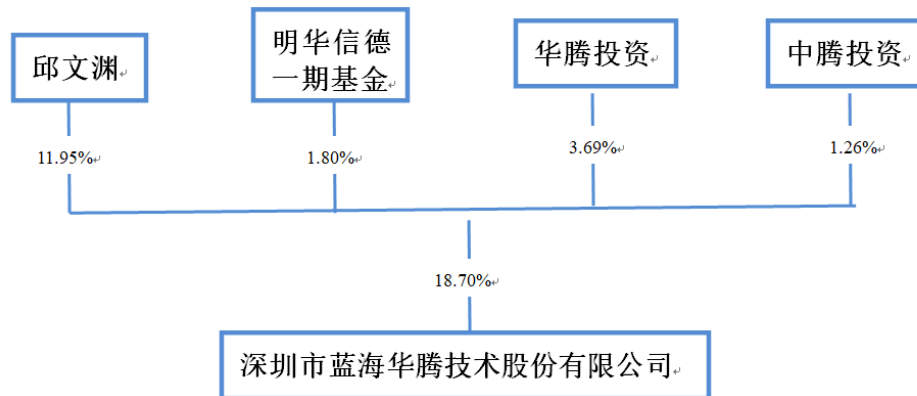 邱文渊
明华信德
一期基金
华腾投资
中腾投资
11.95%
1.80%
3.69%
1.26%
18.70%
深圳市蓝海华腾技术股份有限公司